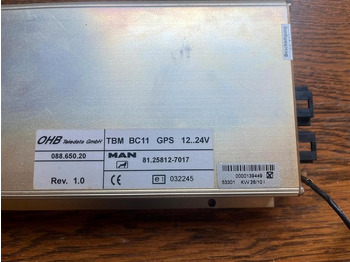 OHB Teledata GmbH
TBM BC11 GPS 12..24V
088.650.20
MAN
81.25812-7017
Rev. 1.0
CE
e1 032245
0000139449
53301 KW 26/10 I